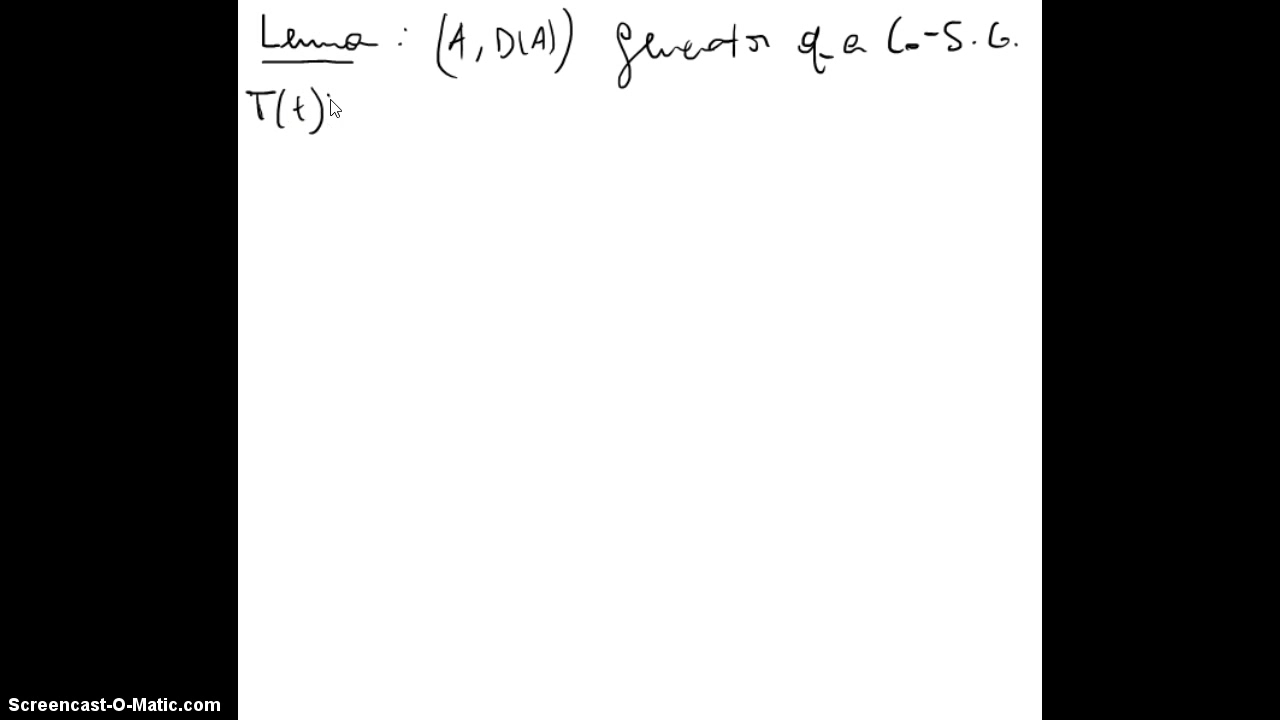 Lemma : (A, D(A)) generator of a C₀-S.G.
T(t)
Screencast-O-Matic.com